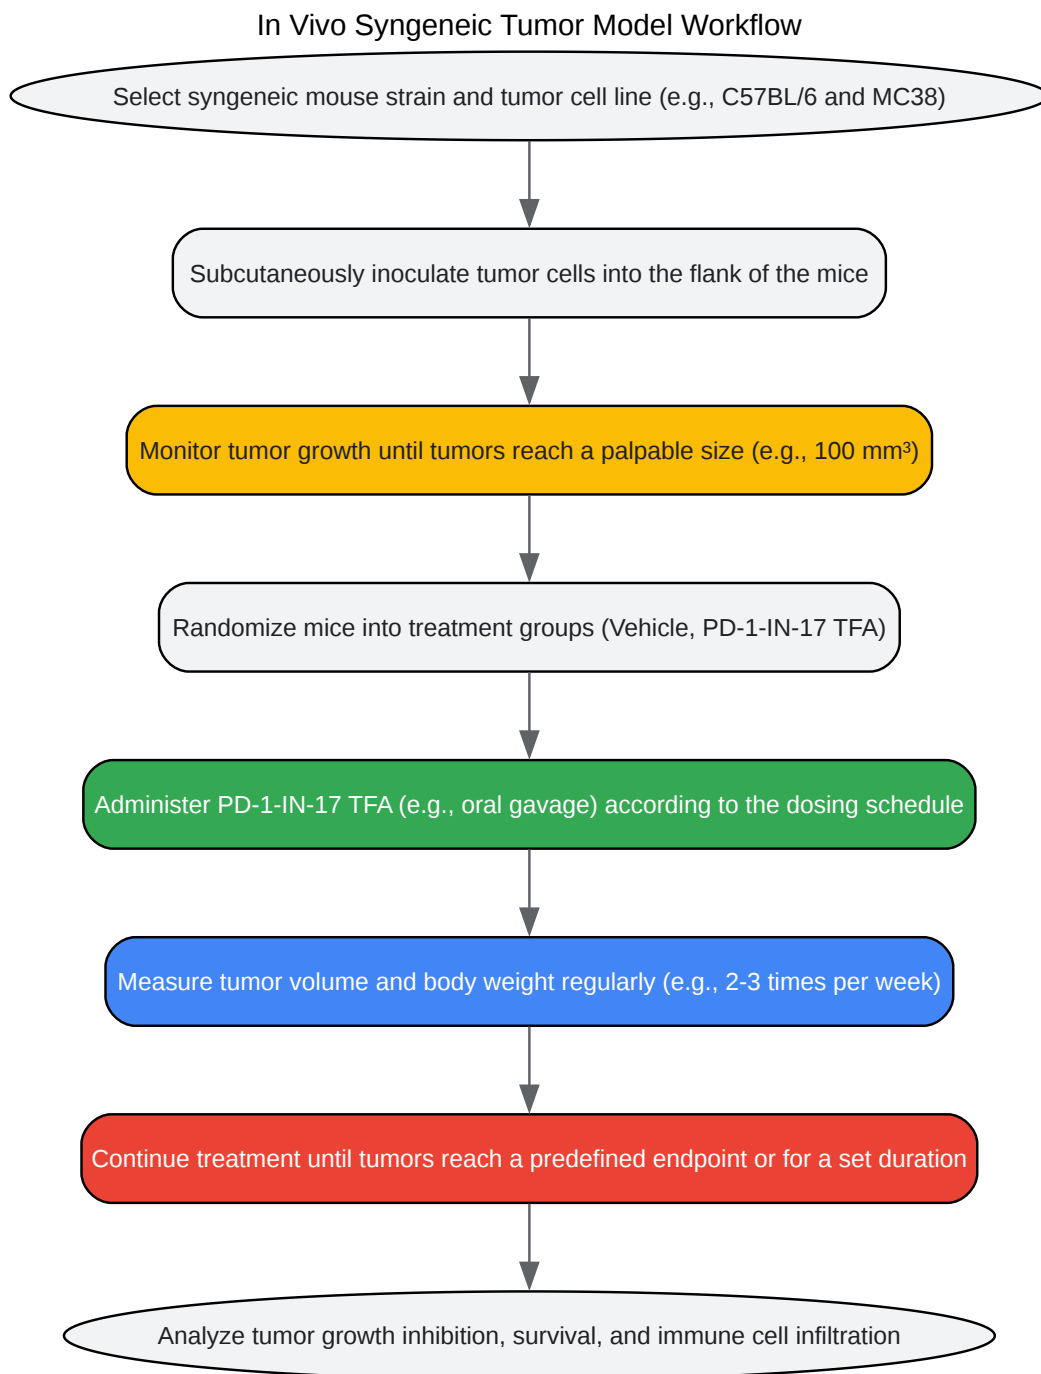 In Vivo Syngeneic Tumor Model Workflow
Select syngeneic mouse strain and tumor cell line (e.g., C57BL/6 and MC38)
Subcutaneously inoculate tumor cells into the flank of the mice
Monitor tumor growth until tumors reach a palpable size (e.g., 100 mm³)
Randomize mice into treatment groups (Vehicle, PD-1-IN-17 TFA)
Administer PD-1-IN-17 TFA (e.g., oral gavage) according to the dosing schedule
Measure tumor volume and body weight regularly (e.g., 2-3 times per week)
Continue treatment until tumors reach a predefined endpoint or for a set duration
Analyze tumor growth inhibition, survival, and immune cell infiltration